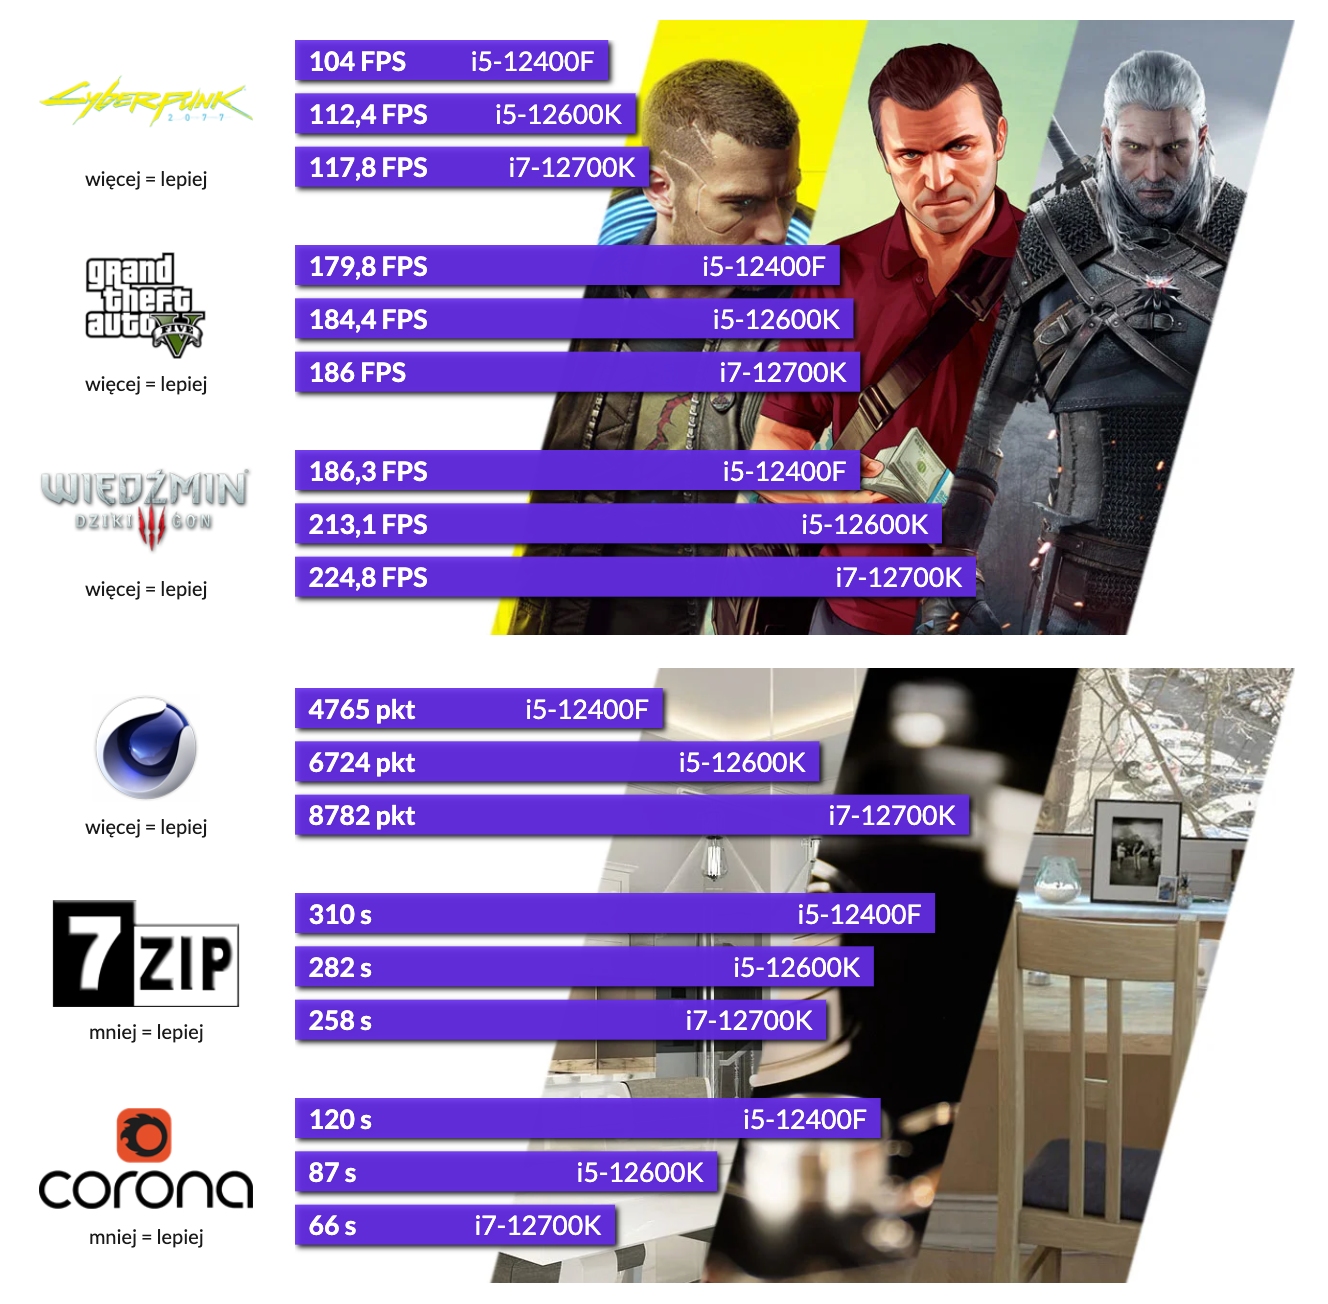 CYBERPUNK
2077
więcej = lepiej
104 FPS i5-12400F
112,4 FPS i5-12600K
117,8 FPS i7-12700K
grand
theft
auto V
FIVE
więcej = lepiej
179,8 FPS i5-12400F
184,4 FPS i5-12600K
186 FPS i7-12700K
WIEDŹMIN
DZIKI III GON
więcej = lepiej
186,3 FPS i5-12400F
213,1 FPS i5-12600K
224,8 FPS i7-12700K
więcej = lepiej
4765 pkt i5-12400F
6724 pkt i5-12600K
8782 pkt i7-12700K
7ZIP
mniej = lepiej
310 s i5-12400F
282 s i5-12600K
258 s i7-12700K
corona
mniej = lepiej
120 s i5-12400F
87 s i5-12600K
66 s i7-12700K